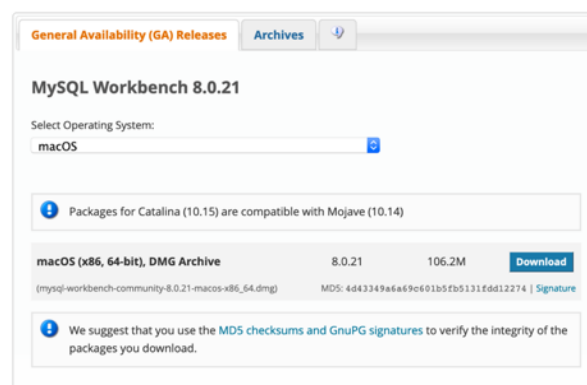 General Availability (GA) Releases
Archives
MySQL Workbench 8.0.21
Select Operating System:
macOS
Packages for Catalina (10.15) are compatible with Mojave (10.14)
macOS (x86, 64-bit), DMG Archive 8.0.21 106.2M Download
(mysql-workbench-community-8.0.21-macos-x86_64.dmg) MD5: 4d43349a6a69c601b5fb5131fdd12274 | Signature
We suggest that you use the MD5 checksums and GnuPG signatures to verify the integrity of the
packages you download.